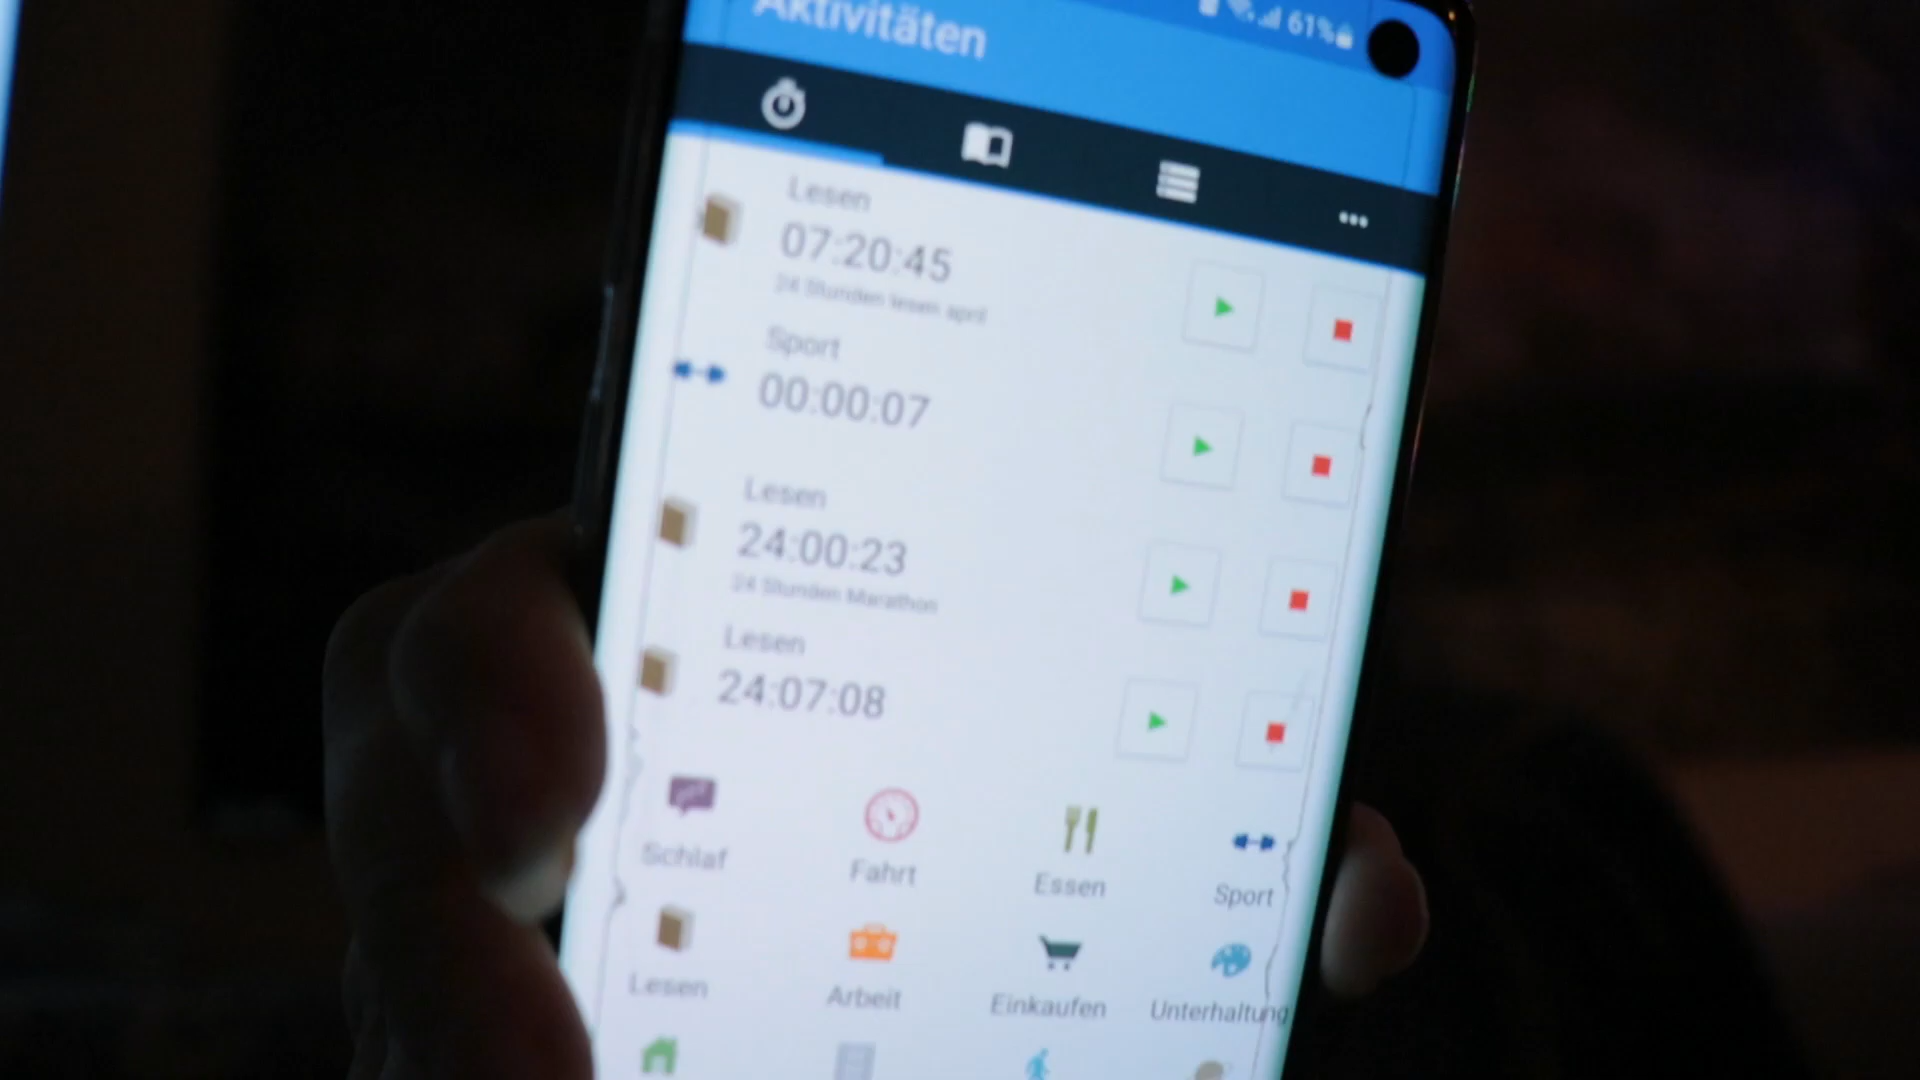 Aktivitäten
61%
Lesen
07:20:45
24 Stunden lesen april
Sport
00:00:07
Lesen
24:00:23
24 Stunden Marathon
Lesen
24:07:08
Schlaf Fahrt Essen Sport
Lesen Arbeit Einkaufen Unterhaltung